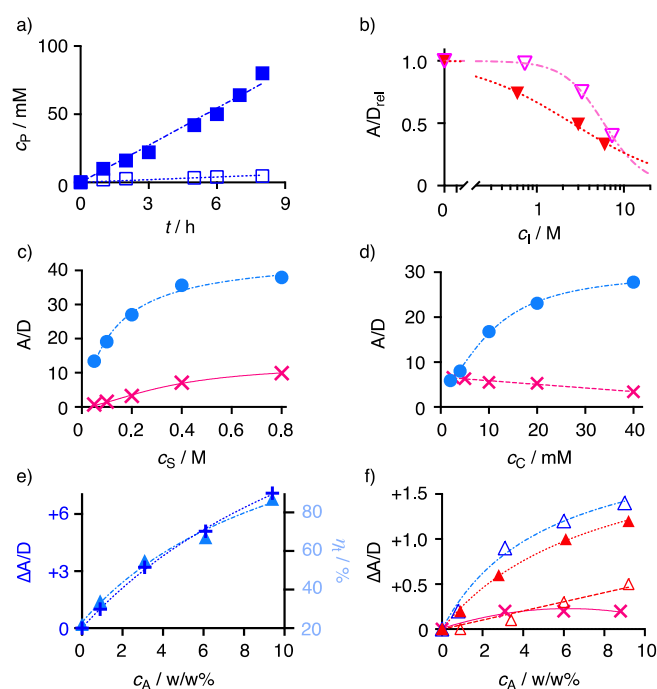 a)
100
50
0
c_P / mM
0 3 6 9
t / h
b)
1.0
0.5
0
A/D_rel
0 1 10
c_I / M
c)
40
30
20
10
0
A/D
0 0.2 0.4 0.6 0.8
c_S / M
d)
40
30
20
10
0
A/D
0 10 20 30 40
c_C / mM
e)
+6
+3
0
ΔA/D
80
60
40
20
η_r / %
0 2 4 6 8 10
c_A / w/w%
f)
+1.5
+1.0
+0.5
0
ΔA/D
0 2 4 6 8 10
c_A / w/w%